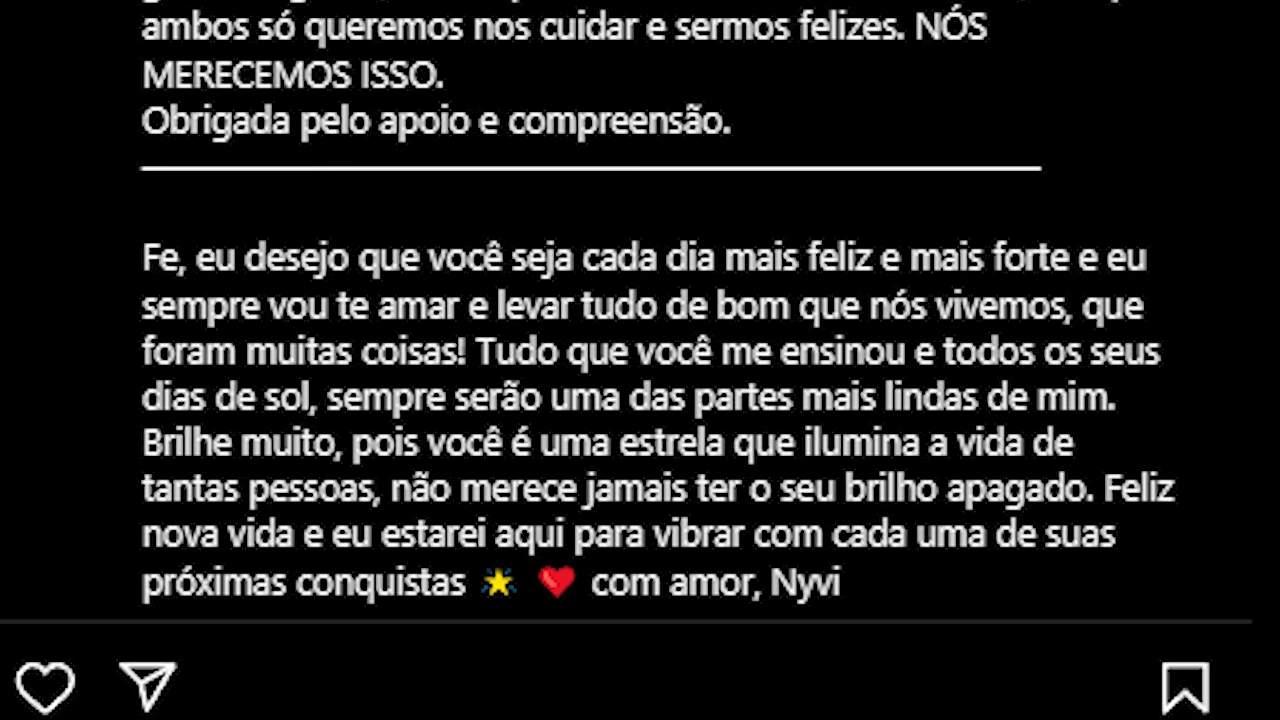 ambos só queremos nos cuidar e sermos felizes. NÓS
MERECEMOS ISSO.
Obrigada pelo apoio e compreensão.
Fe, eu desejo que você seja cada dia mais feliz e mais forte e eu
sempre vou te amar e levar tudo de bom que nós vivemos, que
foram muitas coisas! Tudo que você me ensinou e todos os seus
dias de sol, sempre serão uma das partes mais lindas de mim.
Brilhe muito, pois você é uma estrela que ilumina a vida de
tantas pessoas, não merece jamais ter o seu brilho apagado. Feliz
nova vida e eu estarei aqui para vibrar com cada uma de suas
próximas conquistas 🌟 ❤️ com amor, Nyvi